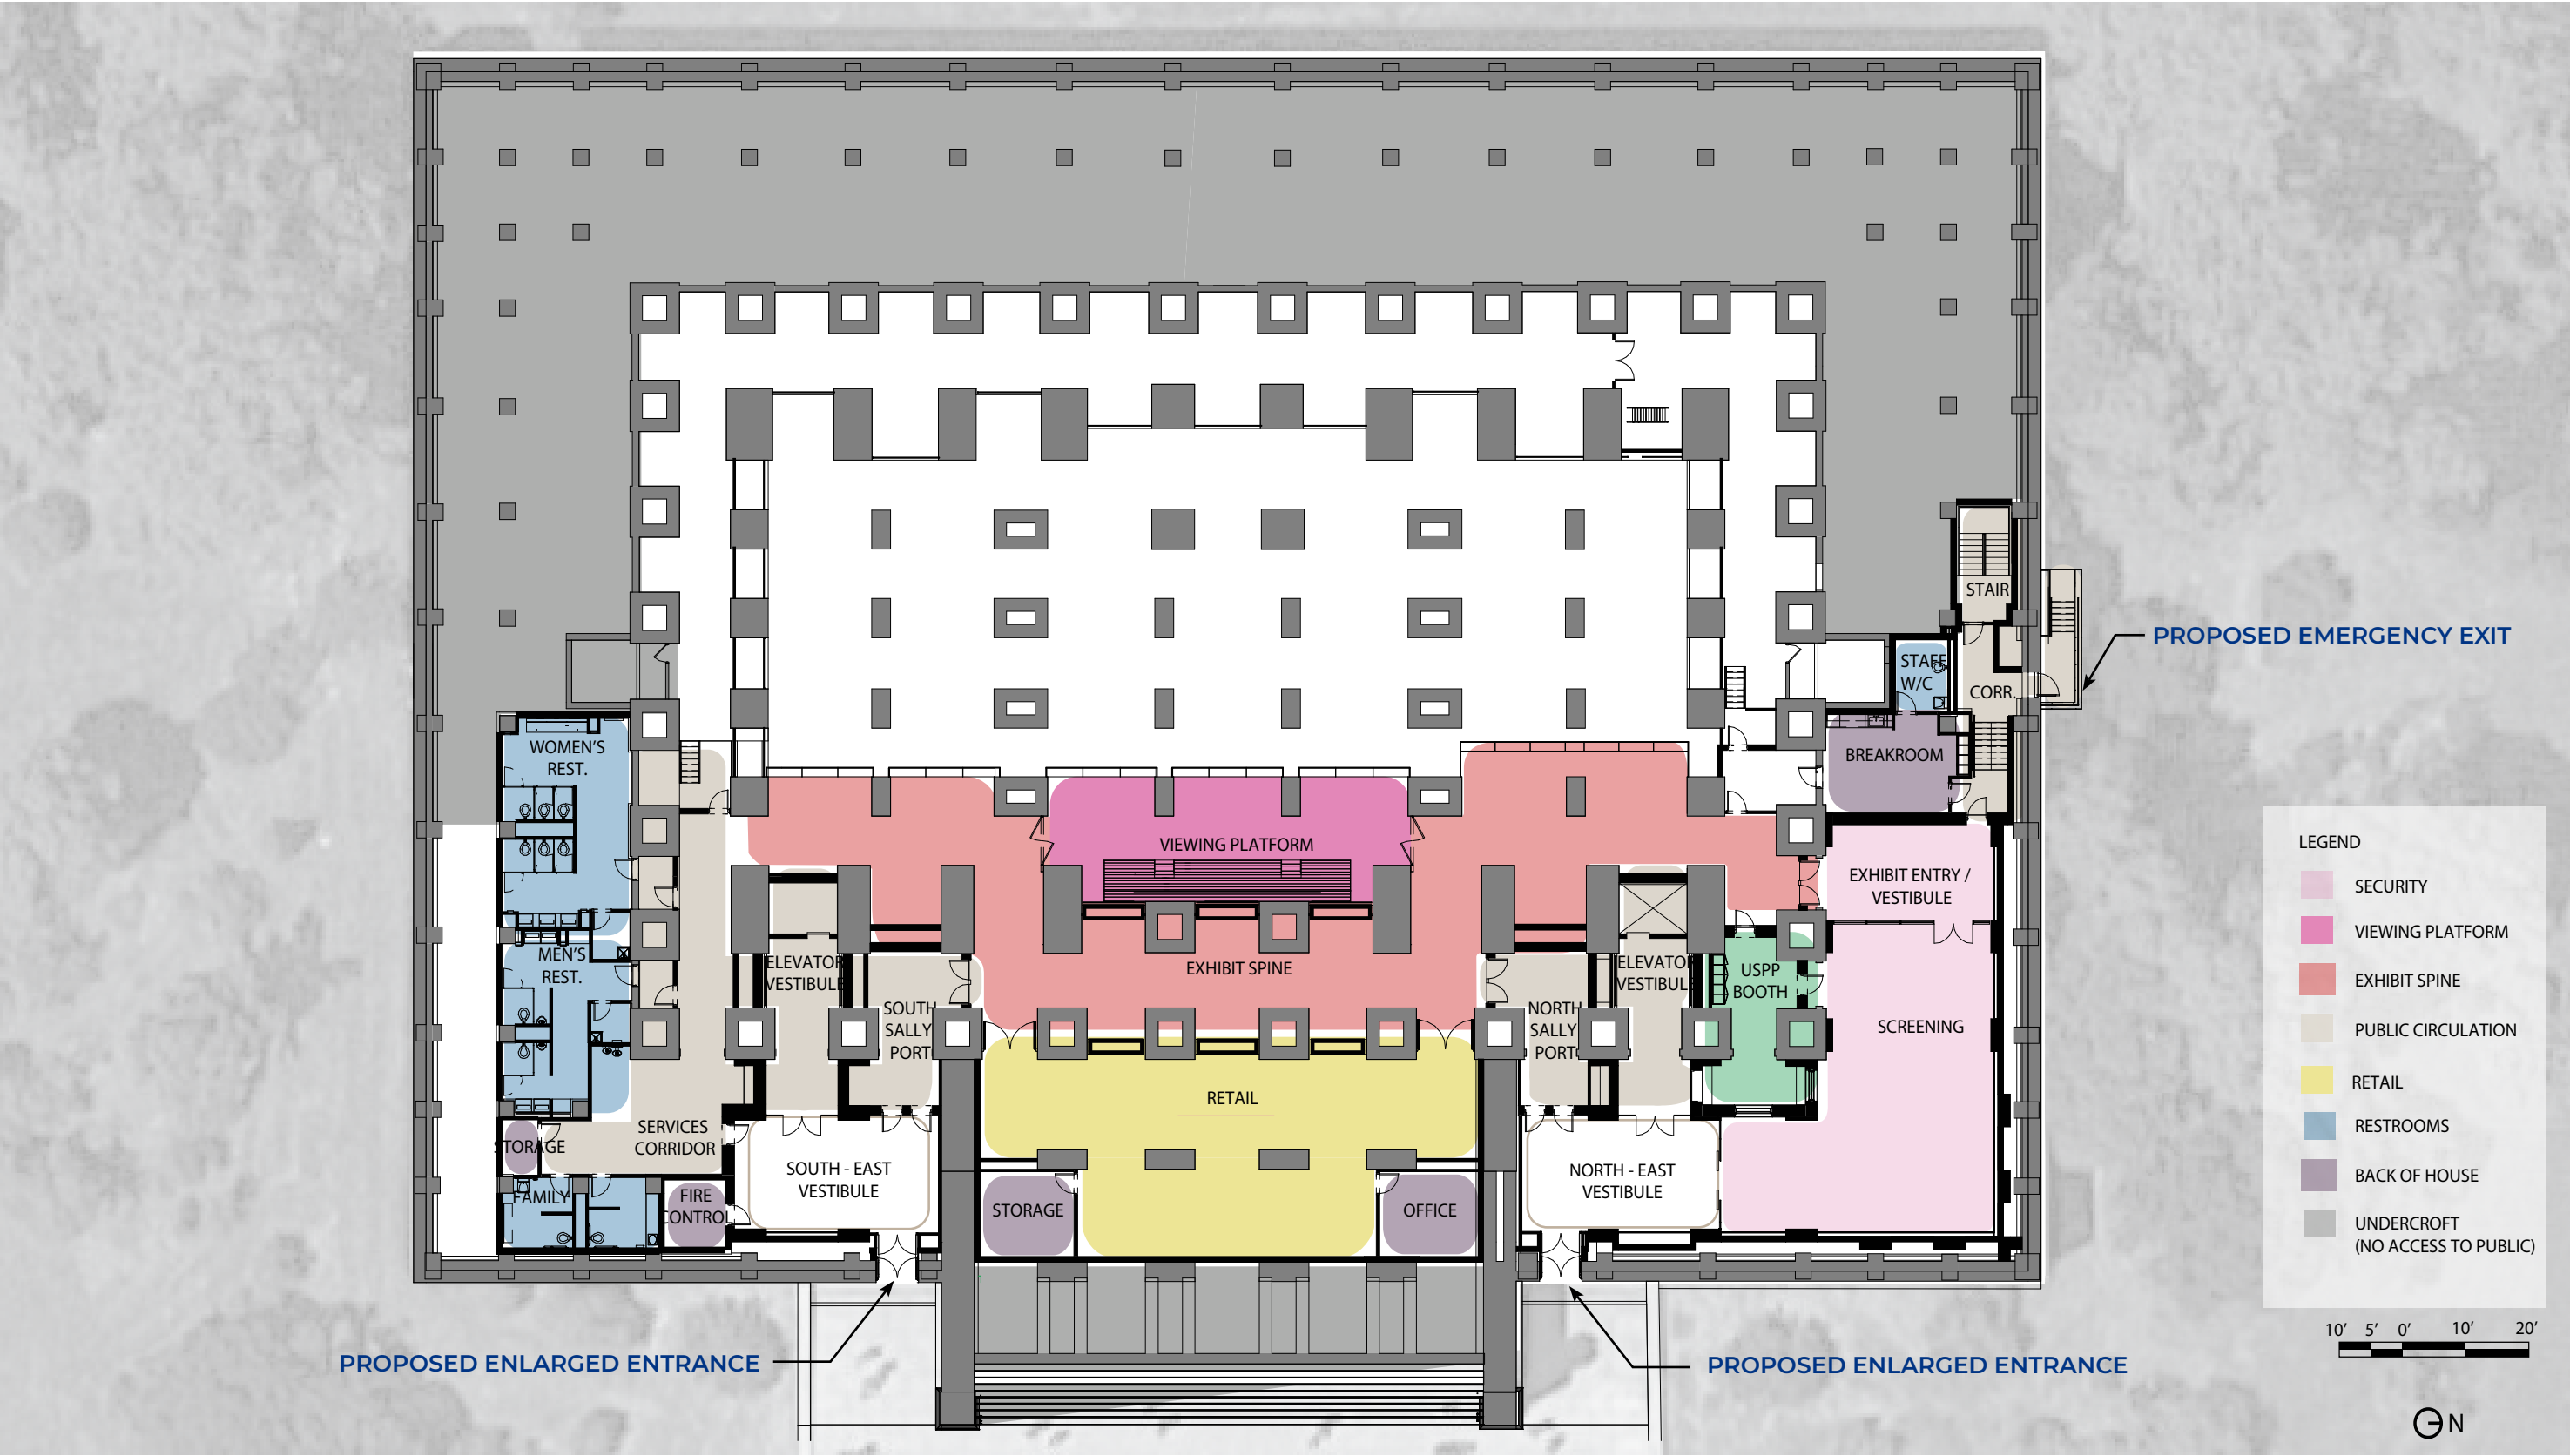 STAIR
PROPOSED EMERGENCY EXIT
STAFF
W/C
CORR.
WOMEN'S
REST.
BREAKROOM
VIEWING PLATFORM
EXHIBIT ENTRY /
VESTIBULE
MEN'S
REST.
ELEVATOR
VESTIBULE
SOUTH
SALLY
PORT
EXHIBIT SPINE
NORTH
SALLY
PORT
ELEVATOR
VESTIBULE
USPP
BOOTH
SCREENING
RETAIL
STORAGE
SERVICES
CORRIDOR
SOUTH - EAST
VESTIBULE
NORTH - EAST
VESTIBULE
FAMILY
FIRE
CONTROL
STORAGE
OFFICE
PROPOSED ENLARGED ENTRANCE
PROPOSED ENLARGED ENTRANCE
LEGEND
SECURITY
VIEWING PLATFORM
EXHIBIT SPINE
PUBLIC CIRCULATION
RETAIL
RESTROOMS
BACK OF HOUSE
UNDERCROFT
(NO ACCESS TO PUBLIC)
10' 5' 0' 10' 20'
N